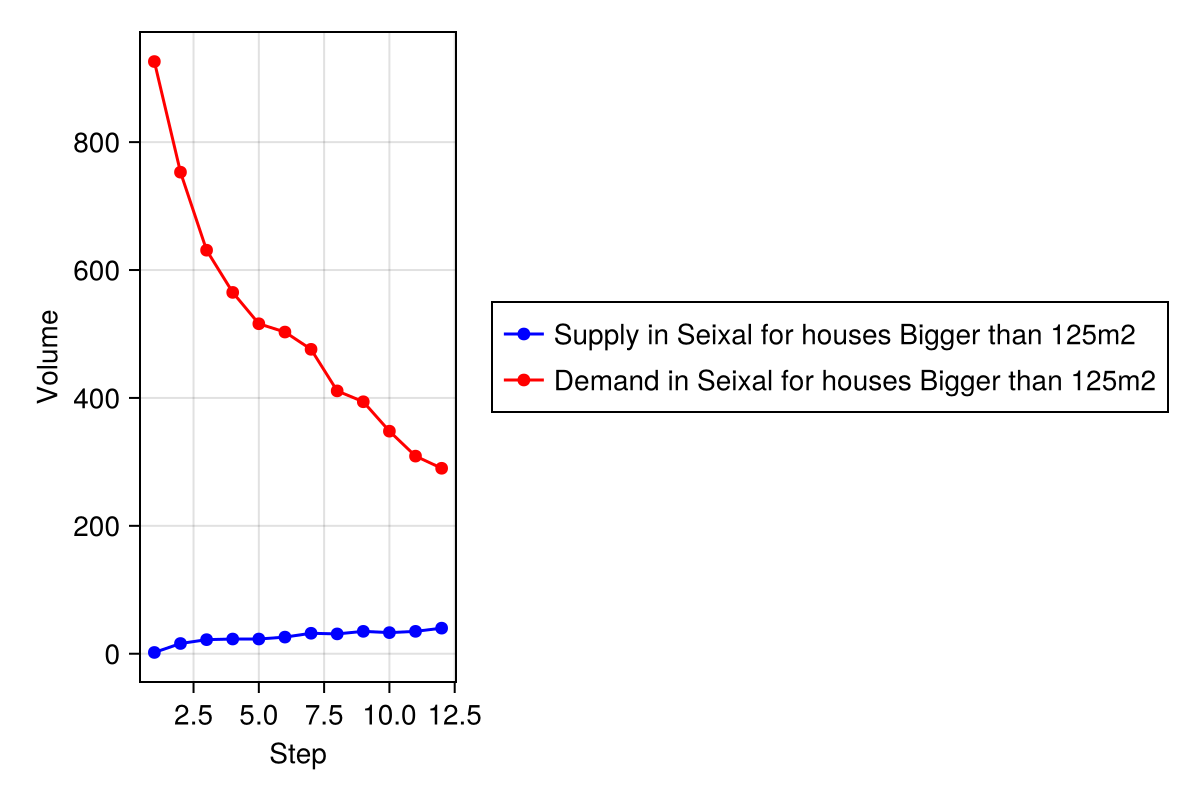 Volume
800
600
400
200
0
2.5 5.0 7.5 10.0 12.5
Step
Supply in Seixal for houses Bigger than 125m2
Demand in Seixal for houses Bigger than 125m2